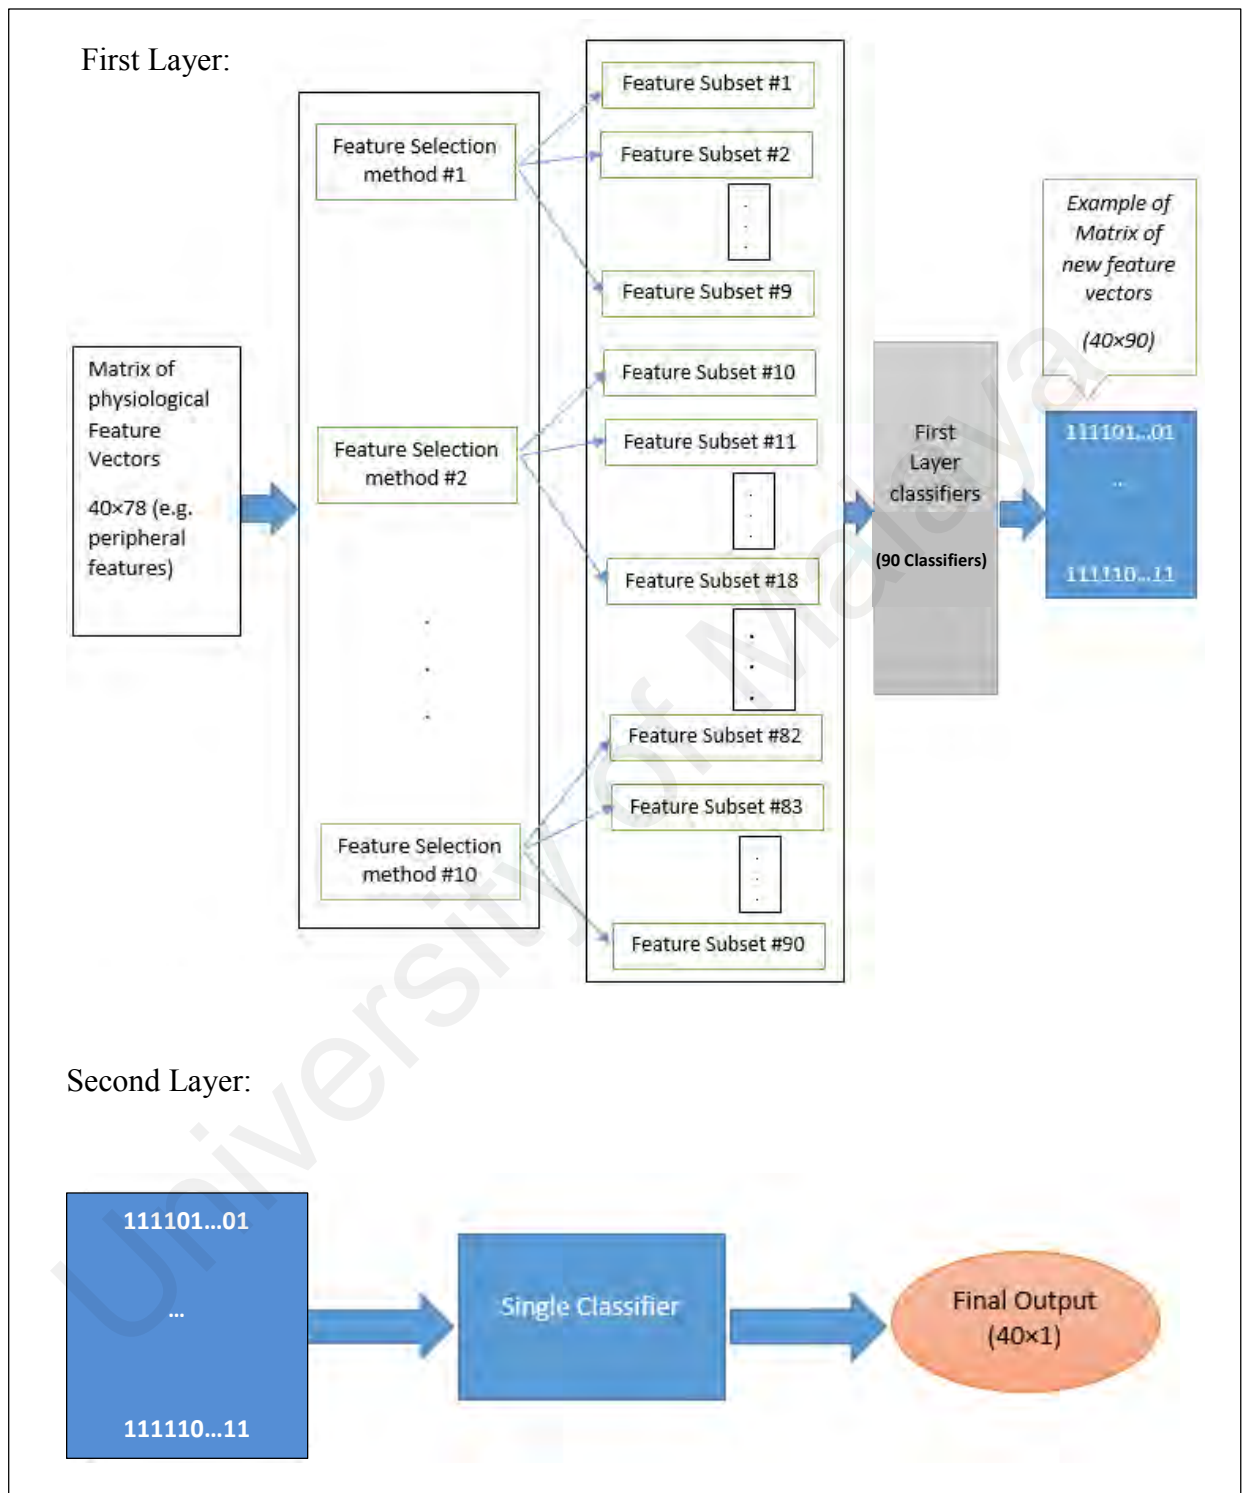 First Layer:
Feature Selection
method #1
Feature Subset #1
Feature Subset #2
.
.
.
Feature Subset #9
Example of
Matrix of
new feature
vectors
(40×90)
Matrix of
physiological
Feature
Vectors
40×78 (e.g.
peripheral
features)
Feature Selection
method #2
Feature Subset #10
Feature Subset #11
.
.
.
Feature Subset #18
First
Layer
classifiers
(90 Classifiers)
111101...01
...
111110...11
.
.
.
.
.
.
Feature Selection
method #10
Feature Subset #82
Feature Subset #83
.
.
.
Feature Subset #90
Second Layer:
111101...01
...
111110...11
Single Classifier
Final Output
(40×1)
University of Malaya